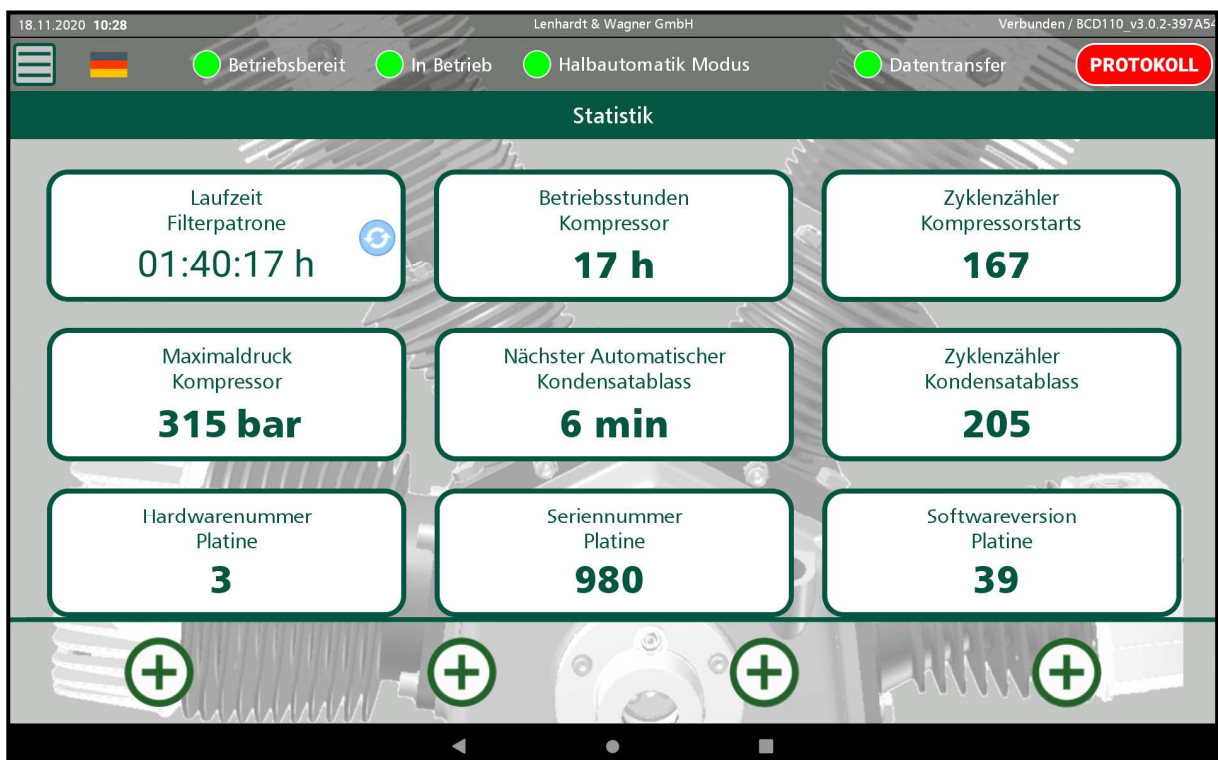 18.11.2020 10:28
Lenhardt & Wagner GmbH
Verbunden / BCD110_v3.0.2-397A54
Betriebsbereit
In Betrieb
Halbautomatik Modus
Datentransfer
PROTOKOLL
Statistik
Laufzeit
Filterpatrone
01:40:17 h
Betriebsstunden
Kompressor
17 h
Zyklenzähler
Kompressorstarts
167
Maximaldruck
Kompressor
315 bar
Nächster Automatischer
Kondensatablass
6 min
Zyklenzähler
Kondensatablass
205
Hardwarenummer
Platine
3
Seriennummer
Platine
980
Softwareversion
Platine
39